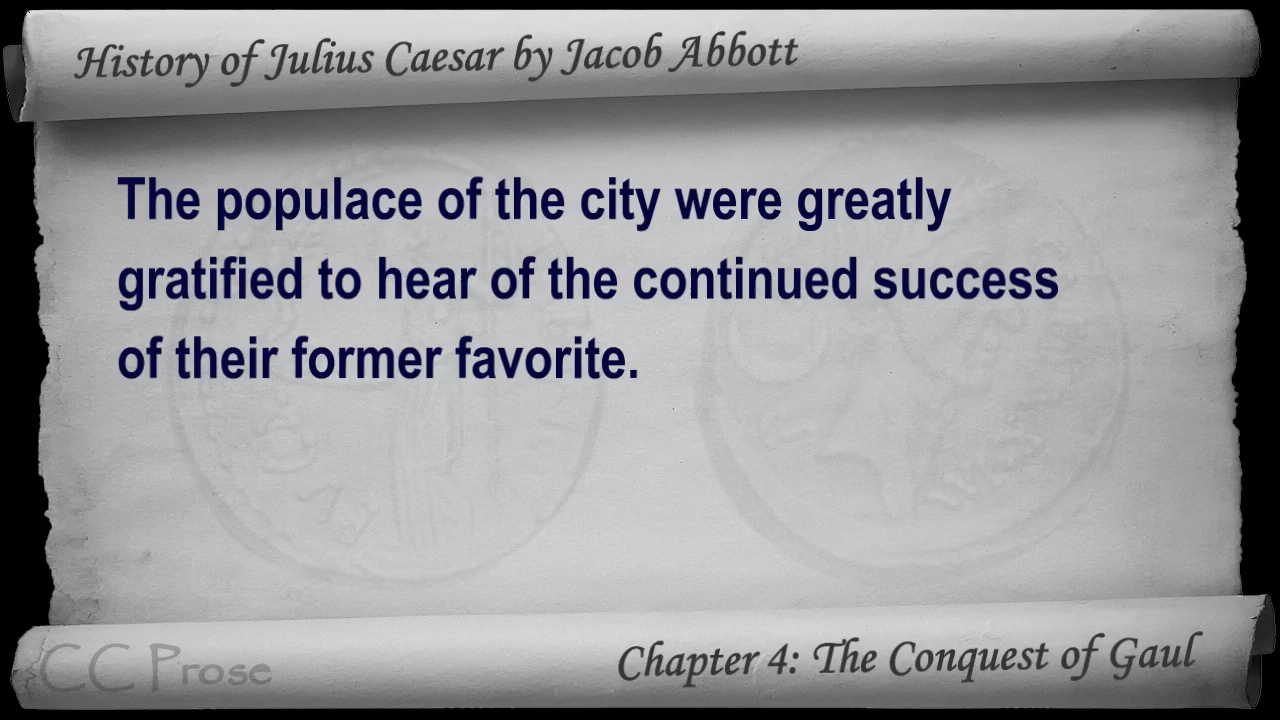 History of Julius Caesar by Jacob Abbott
The populace of the city were greatly
gratified to hear of the continued success
of their former favorite.
CC Prose
Chapter 4: The Conquest of Gaul